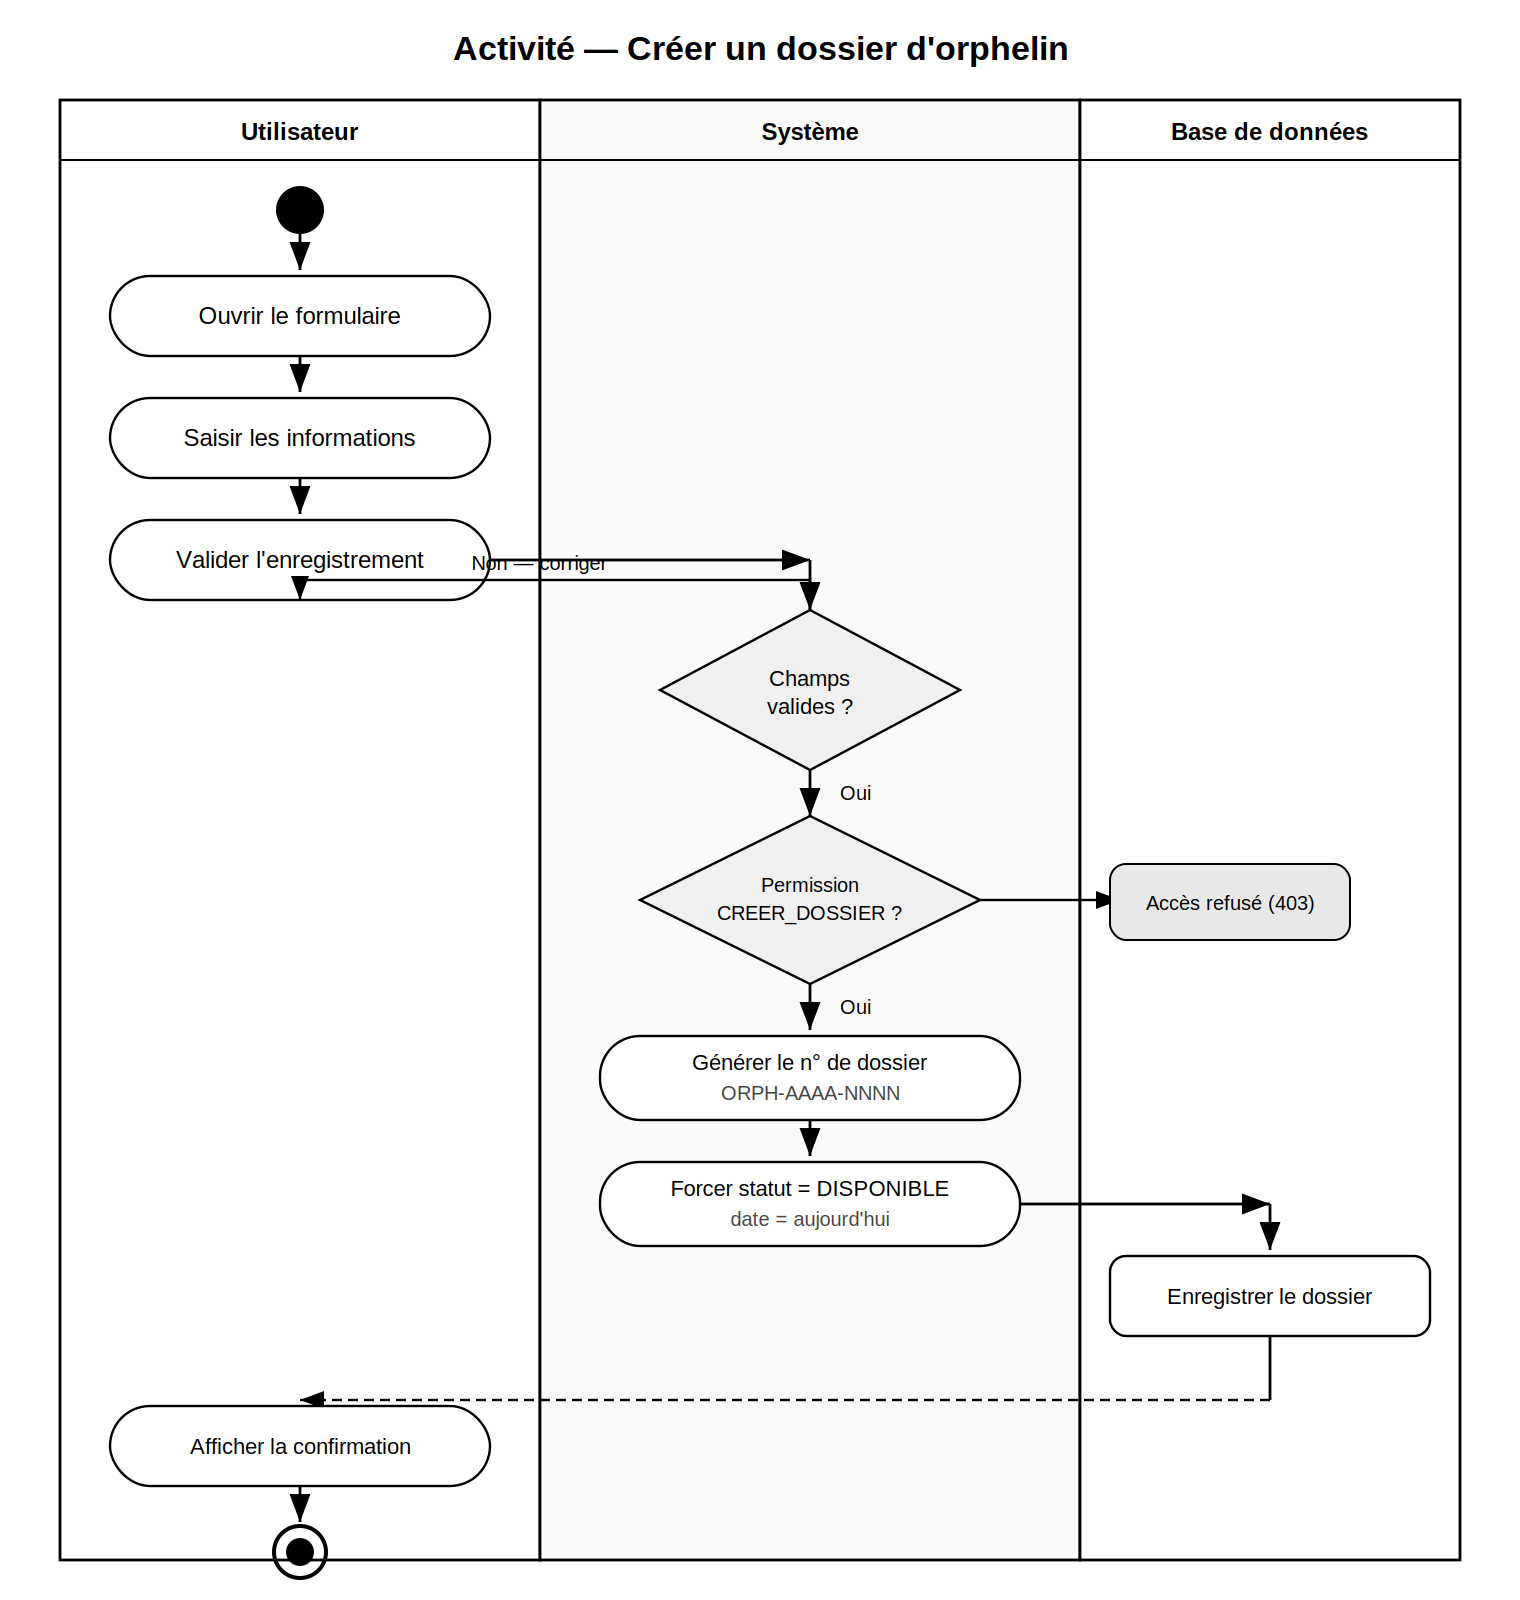 Activité — Créer un dossier d'orphelin
Utilisateur
Système
Base de données
Ouvrir le formulaire
Saisir les informations
Valider l'enregistrement
Non — corriger
Champs
valides ?
Oui
Permission
CREER_DOSSIER ?
Accès refusé (403)
Oui
Générer le n° de dossier
ORPH-AAAA-NNNN
Forcer statut = DISPONIBLE
date = aujourd'hui
Enregistrer le dossier
Afficher la confirmation